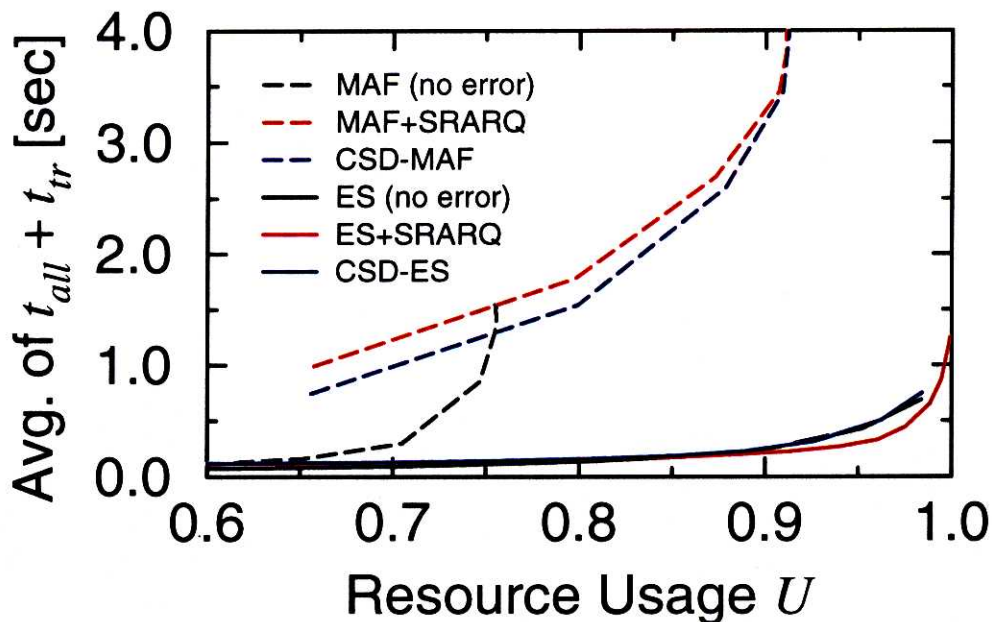 Avg. of t_all + t_tr [sec]
4.0
3.0
2.0
1.0
0.0
MAF (no error)
MAF+SRARQ
CSD-MAF
ES (no error)
ES+SRARQ
CSD-ES
0.6 0.7 0.8 0.9 1.0
Resource Usage U